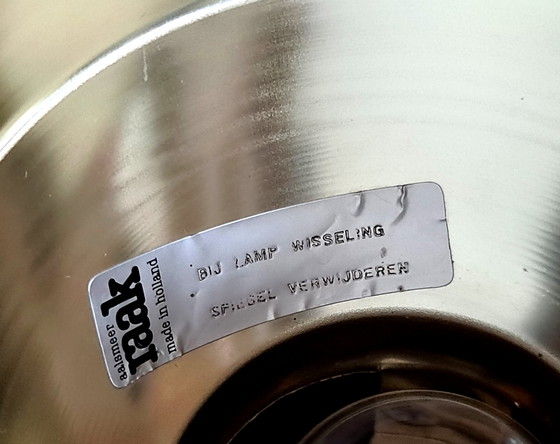 aalsmeer
raak
made in holland
BIJ LAMP WISSELING
SPIEGEL VERWIJDEREN